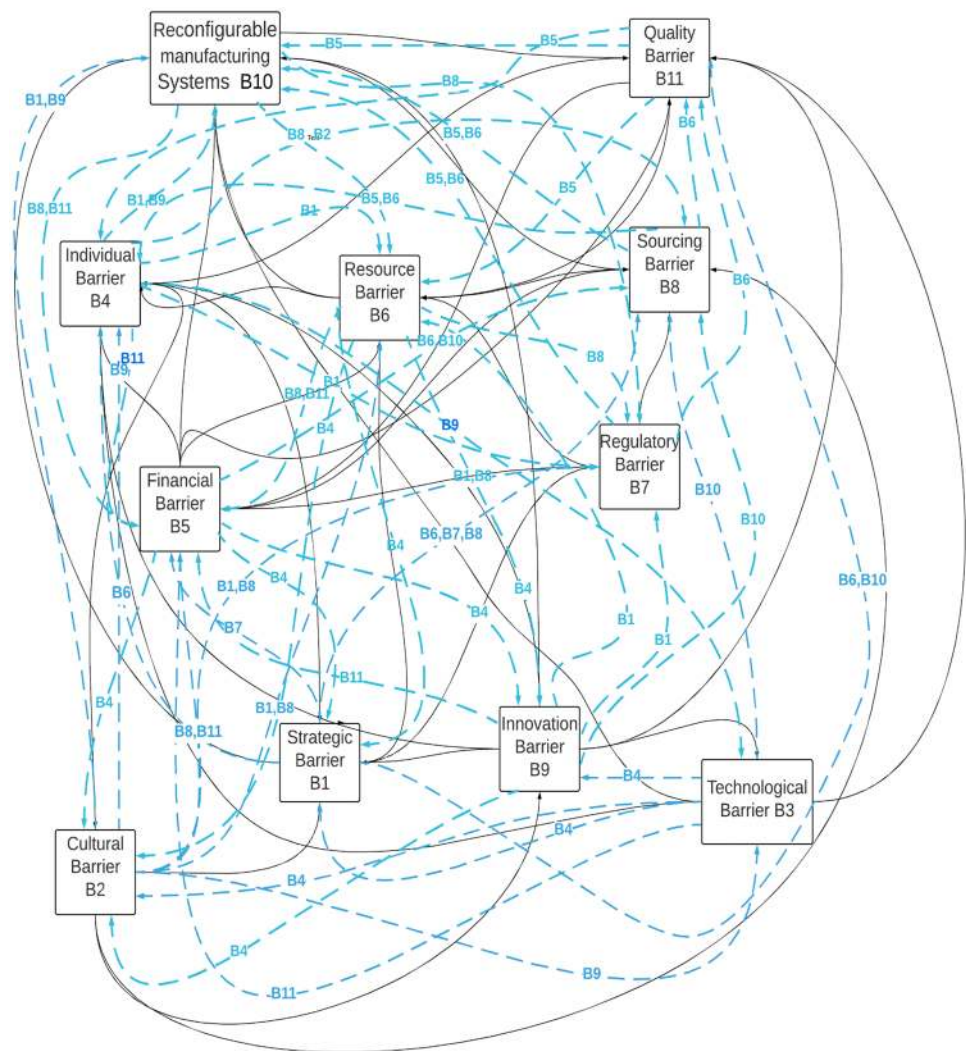 Reconfigurable
manufacturing
Systems B10
Quality
Barrier
B11
B5
B5
B8
B1,B9
B6
B8
B2
B5,B6
B5,B6
B5
B1,B9
B5,B6
B1
B8,B11
Individual
Barrier
B4
Resource
Barrier
B6
Sourcing
Barrier
B8
B6
B11
B9
B6,B10
B8
B1
B8,B11
B4
B9
Regulatory
Barrier
B7
Financial
Barrier
B5
B1,B8
B10
B10
B6,B7,B8
B4
B4
B1,B8
B6
B4
B4
B6,B10
B7
B1
B1
B11
B4
B1,B8
B8,B11
Strategic
Barrier
B1
Innovation
Barrier
B9
B4
Technological
Barrier B3
Cultural
Barrier
B2
B4
B4
B4
B9
B11